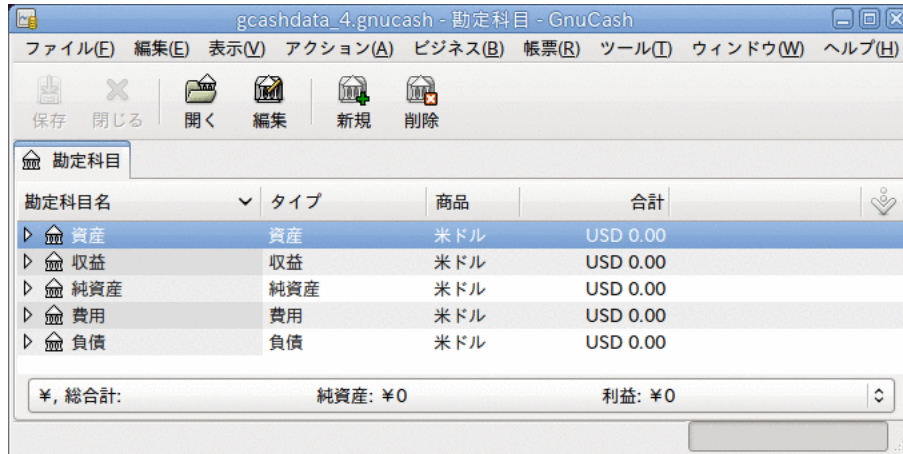 gcashdata_4.gnucash - 勘定科目 - GnuCash
ファイル(F) 編集(E) 表示(V) アクション(A) ビジネス(B) 帳票(R) ツール(T) ウィンドウ(W) ヘルプ(H)
保存 閉じる 開く 編集 新規 削除
勘定科目
勘定科目名 タイプ 商品 合計
資産 資産 米ドル USD 0.00
収益 収益 米ドル USD 0.00
純資産 純資産 米ドル USD 0.00
費用 費用 米ドル USD 0.00
負債 負債 米ドル USD 0.00
¥, 総合計: 純資産: ¥0 利益: ¥0